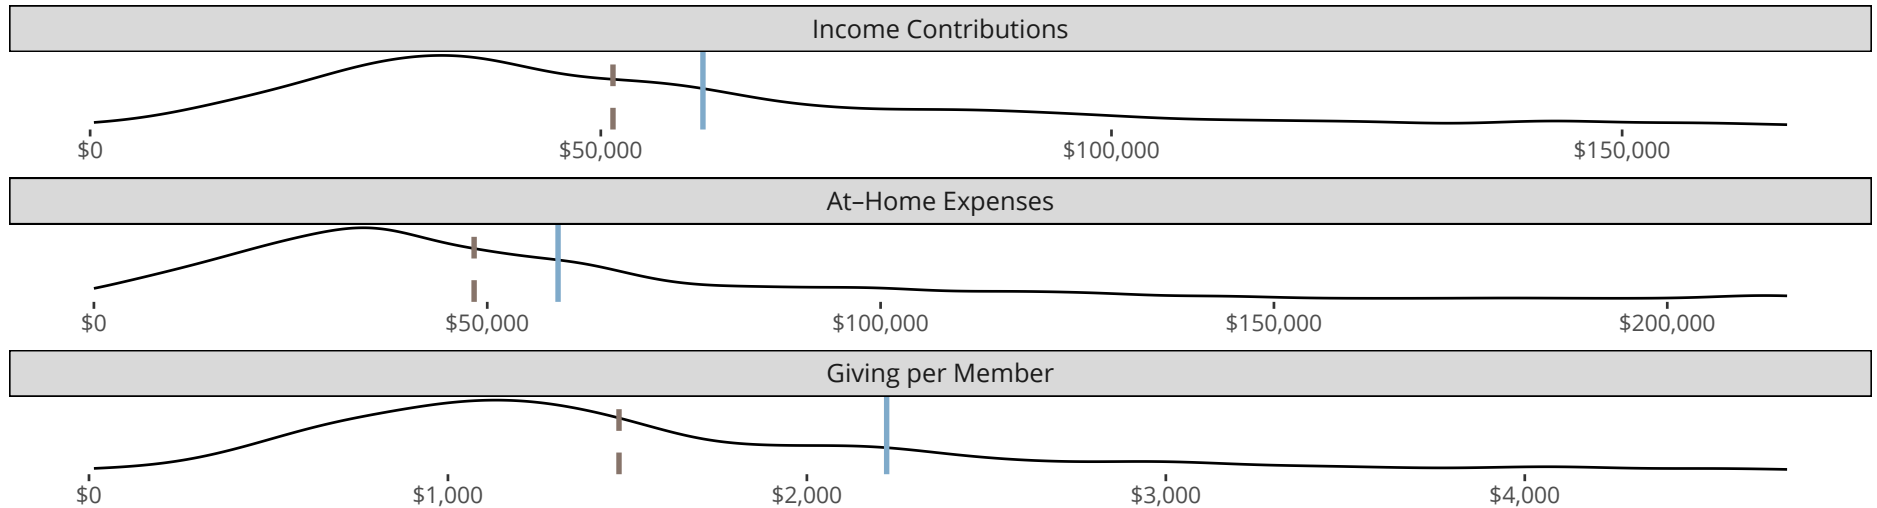 Income Contributions
$0 $50,000 $100,000 $150,000
At–Home Expenses
$0 $50,000 $100,000 $150,000 $200,000
Giving per Member
$0 $1,000 $2,000 $3,000 $4,000